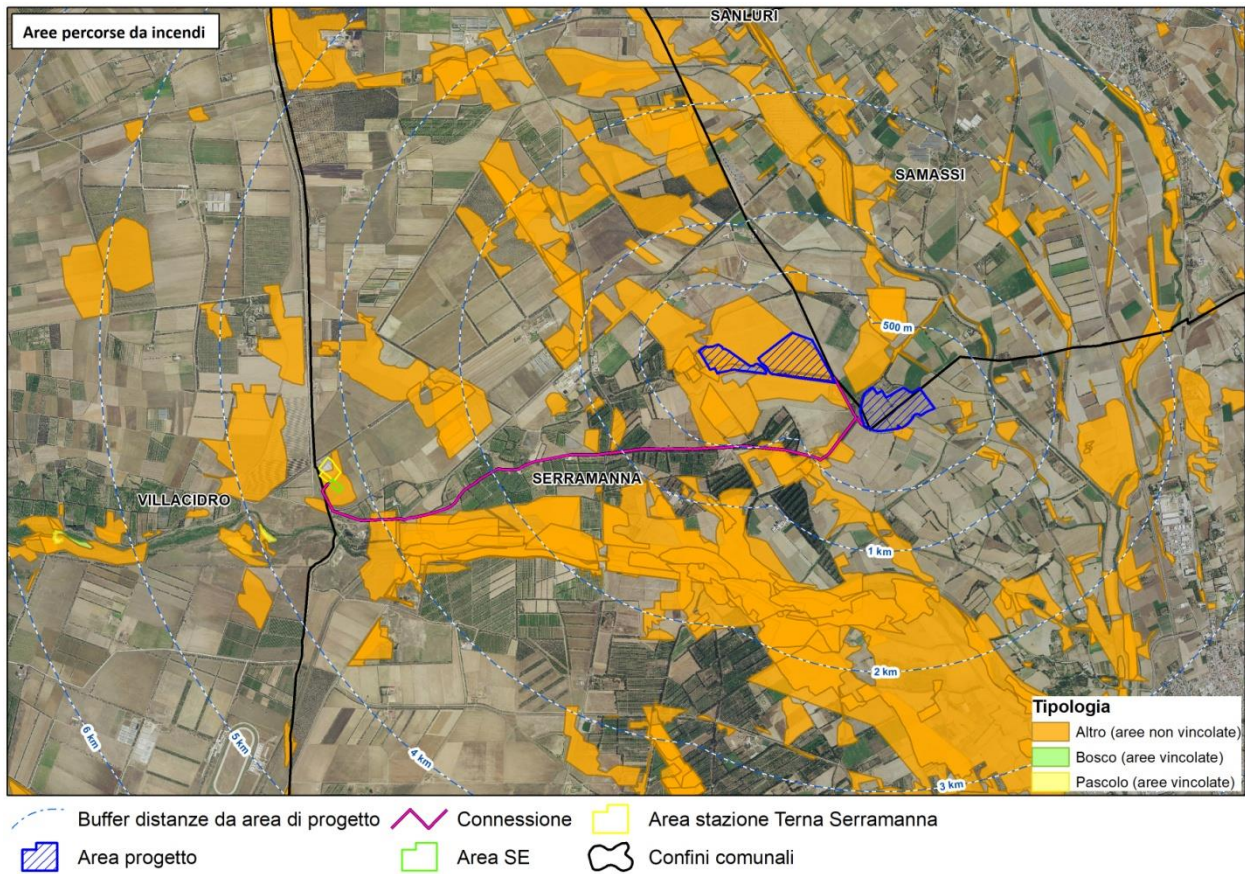 Aree percorse da incendi
SANLURI
SAMASSI
500 m
VILLACIDRO
SERRAMANNA
1 km
2 km
6 km
5 km
4 km
3 km
Tipologia
Altro (aree non vincolate)
Bosco (aree vincolate)
Pascolo (aree vincolate)
Buffer distanze da area di progetto
Connessione
Area stazione Terna Serramanna
Area progetto
Area SE
Confini comunali